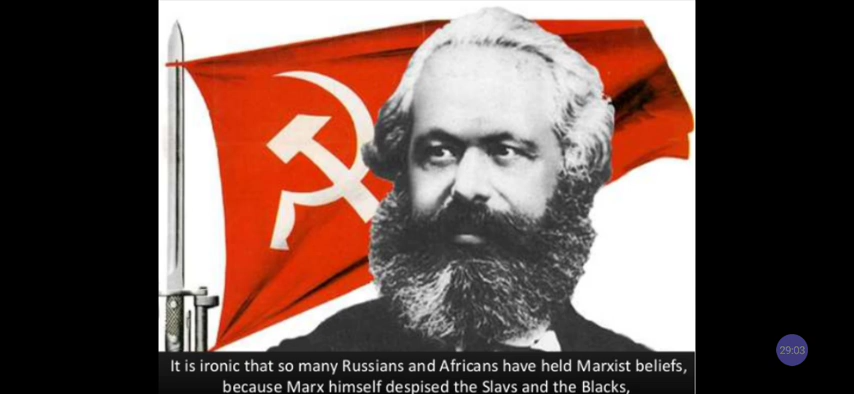 29:03
It is ironic that so many Russians and Africans have held Marxist beliefs,
because Marx himself despised the Slavs and the Blacks,